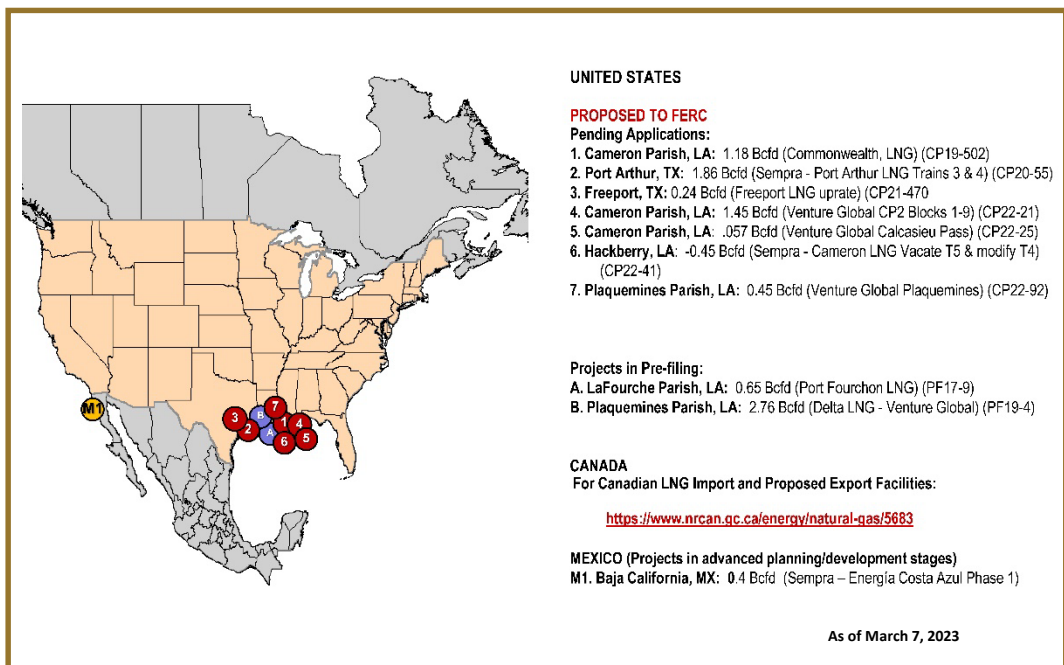 UNITED STATES
PROPOSED TO FERC
Pending Applications:
1. Cameron Parish, LA: 1.18 Bcfd (Commonwealth, LNG) (CP19-502)
2. Port Arthur, TX: 1.86 Bcfd (Sempra - Port Arthur LNG Trains 3 & 4) (CP20-55)
3. Freeport, TX: 0.24 Bcfd (Freeport LNG uprate) (CP21-470
4. Cameron Parish, LA: 1.45 Bcfd (Venture Global CP2 Blocks 1-9) (CP22-21)
5. Cameron Parish, LA: .057 Bcfd (Venture Global Calcasieu Pass) (CP22-25)
6. Hackberry, LA: -0.45 Bcfd (Sempra - Cameron LNG Vacate T5 & modify T4)
(CP22-41)
7. Plaquemines Parish, LA: 0.45 Bcfd (Venture Global Plaquemines) (CP22-92)
Projects in Pre-filing:
A. LaFourche Parish, LA: 0.65 Bcfd (Port Fourchon LNG) (PF17-9)
B. Plaquemines Parish, LA: 2.76 Bcfd (Delta LNG - Venture Global) (PF19-4)
CANADA
For Canadian LNG Import and Proposed Export Facilities:
https://www.nrcan.gc.ca/energy/natural-gas/5683
MEXICO (Projects in advanced planning/development stages)
M1. Baja California, MX: 0.4 Bcfd (Sempra – Energía Costa Azul Phase 1)
As of March 7, 2023
M1
3
2
B
7
A
1
4
6
5